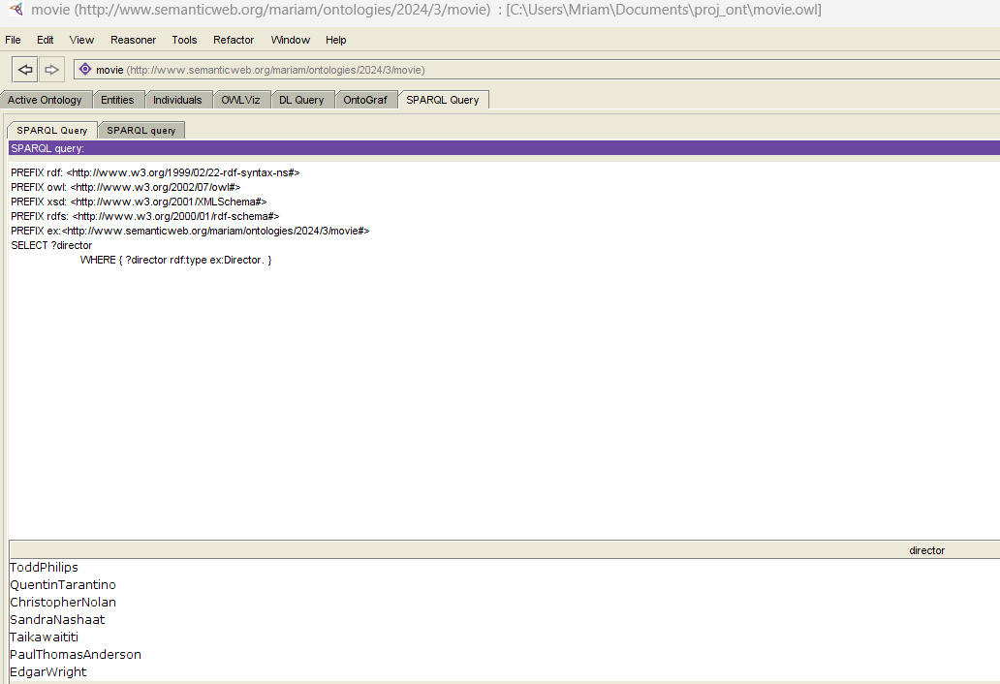 movie (http://www.semanticweb.org/mariam/ontologies/2024/3/movie) : [C:\Users\Mriam\Documents\proj_ont\movie.owl]
File Edit View Reasoner Tools Refactor Window Help
movie (http://www.semanticweb.org/mariam/ontologies/2024/3/movie)
Active Ontology Entities Individuals OWLViz DL Query OntoGraf SPARQL Query
SPARQL Query SPARQL query
SPARQL query:
PREFIX rdf: <http://www.w3.org/1999/02/22-rdf-syntax-ns#>
PREFIX owl: <http://www.w3.org/2002/07/owl#>
PREFIX xsd: <http://www.w3.org/2001/XMLSchema#>
PREFIX rdfs: <http://www.w3.org/2000/01/rdf-schema#>
PREFIX ex:<http://www.semanticweb.org/mariam/ontologies/2024/3/movie#>
SELECT ?director
WHERE { ?director rdf:type ex:Director. }
director
ToddPhilips
QuentinTarantino
ChristopherNolan
SandraNashaat
Taikawaititi
PaulThomasAnderson
EdgarWright